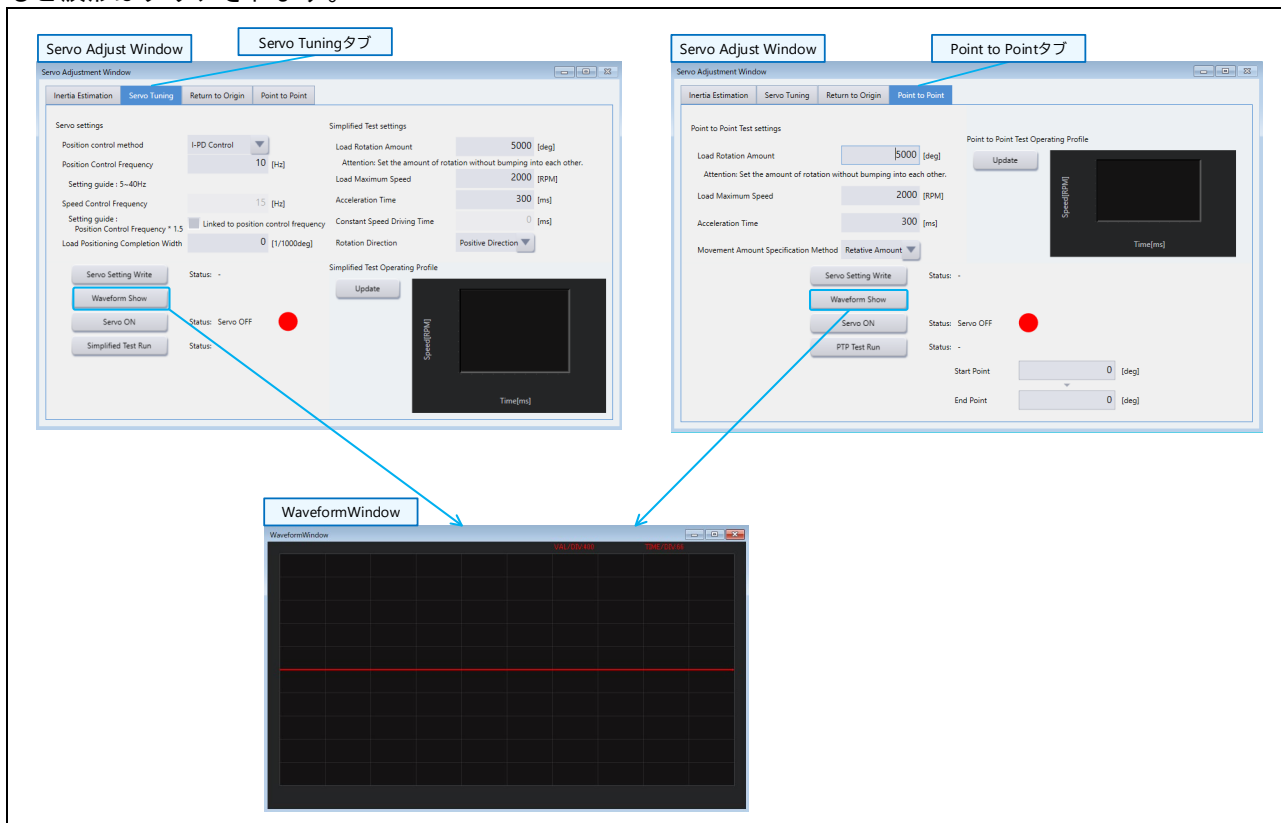 Servo Adjust Window
Servo Tuningタブ
Servo Adjustment Window
Inertia Estimation
Servo Tuning
Return to Origin
Point to Point
Servo settings
Position control method
I-PD Control
Position Control Frequency
10 [Hz]
Setting guide : 5~40Hz
Speed Control Frequency
15 [Hz]
Setting guide :
Position Control Frequency * 1.5
Linked to position control frequency
Load Positioning Completion Width
0 [1/1000deg]
Servo Setting Write
Status: -
Waveform Show
Servo ON
Status: Servo OFF
Simplified Test Run
Status:
Simplified Test settings
Load Rotation Amount
5000 [deg]
Attention: Set the amount of rotation without bumping into each other.
Load Maximum Speed
2000 [RPM]
Acceleration Time
300 [ms]
Constant Speed Driving Time
0 [ms]
Rotation Direction
Positive Direction
Simplified Test Operating Profile
Update
Speed[RPM]
Time[ms]
Servo Adjust Window
Point to Pointタブ
Servo Adjustment Window
Inertia Estimation
Servo Tuning
Return to Origin
Point to Point
Point to Point Test settings
Load Rotation Amount
5000 [deg]
Attention: Set the amount of rotation without bumping into each other.
Load Maximum Speed
2000 [RPM]
Acceleration Time
300 [ms]
Movement Amount Specification Method
Retative Amount
Point to Point Test Operating Profile
Update
Speed[RPM]
Time[ms]
Servo Setting Write
Status: -
Waveform Show
Servo ON
Status: Servo OFF
PTP Test Run
Status: -
Start Point
0 [deg]
End Point
0 [deg]
WaveformWindow
WaveformWindow